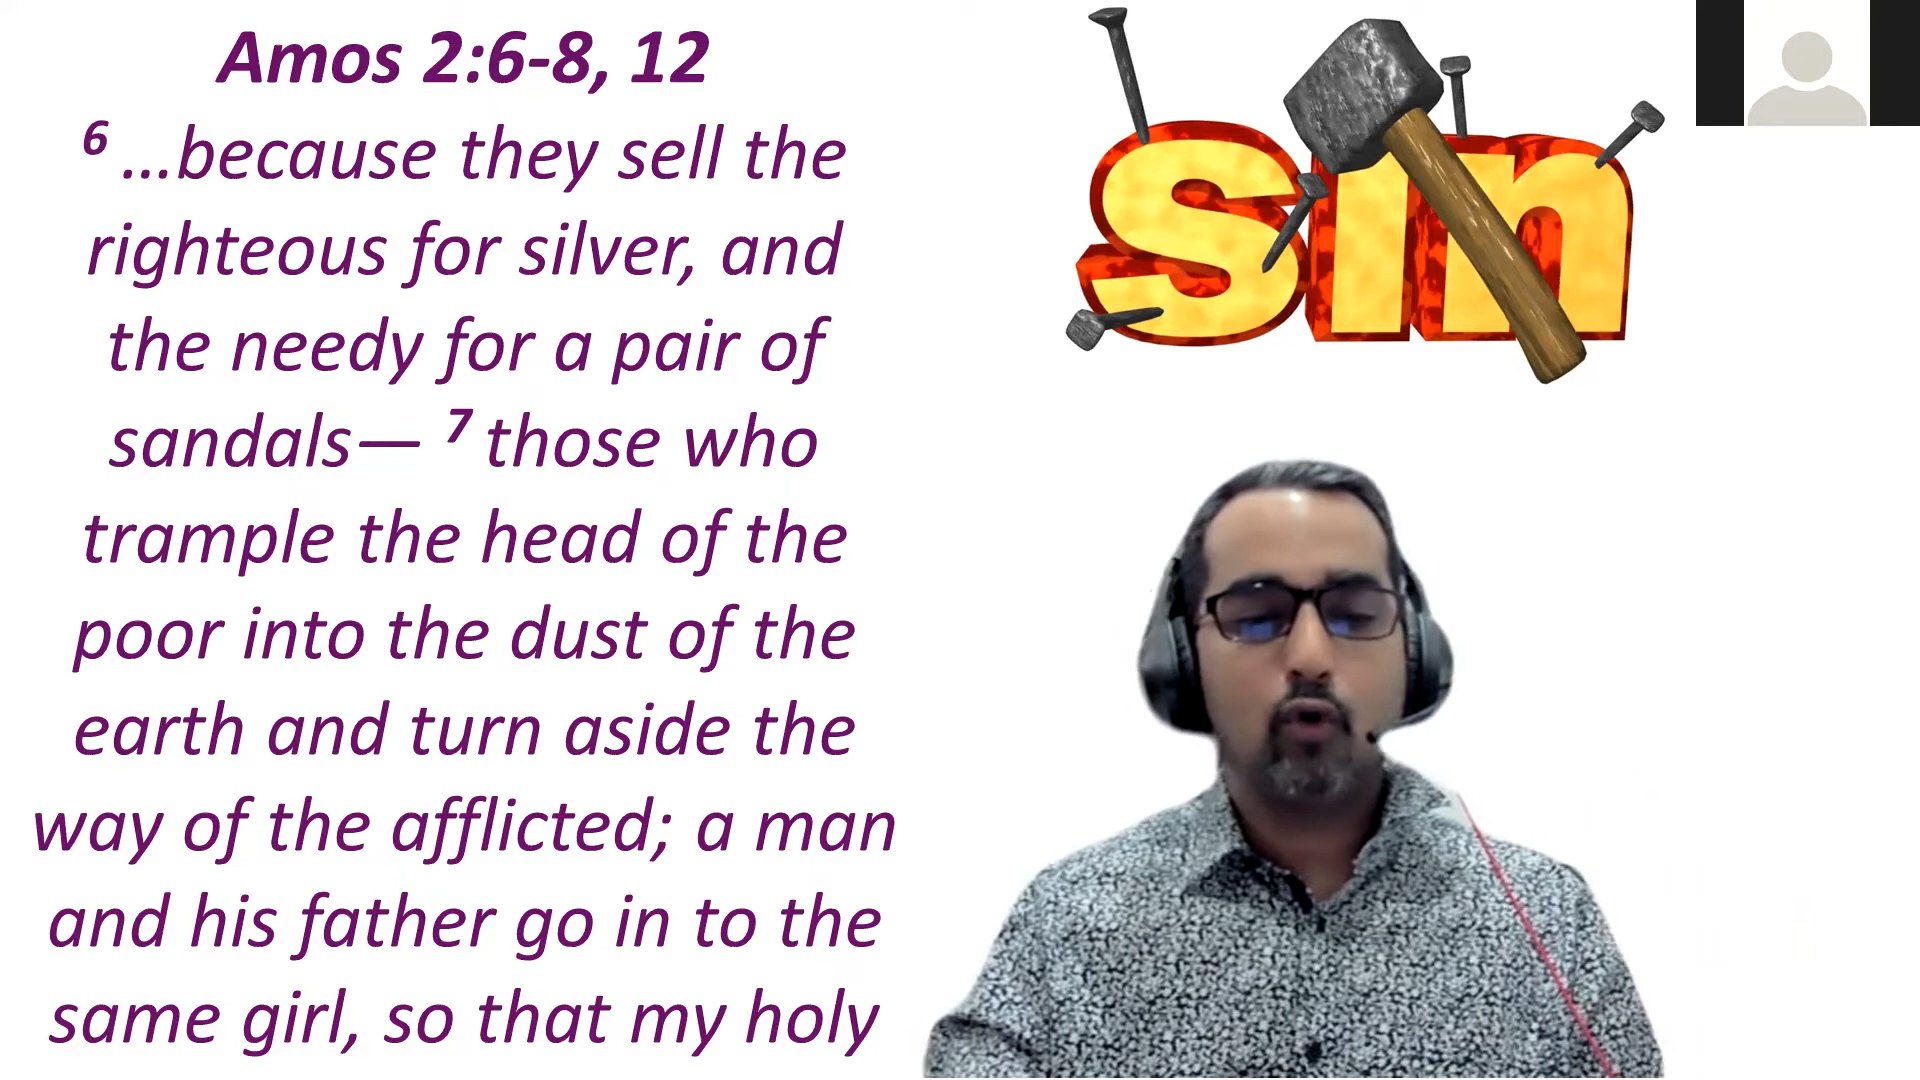 Amos 2:6-8, 12
⁶ ...because they sell the
righteous for silver, and
the needy for a pair of
sandals— ⁷ those who
trample the head of the
poor into the dust of the
earth and turn aside the
way of the afflicted; a man
and his father go in to the
same girl, so that my holy
sin